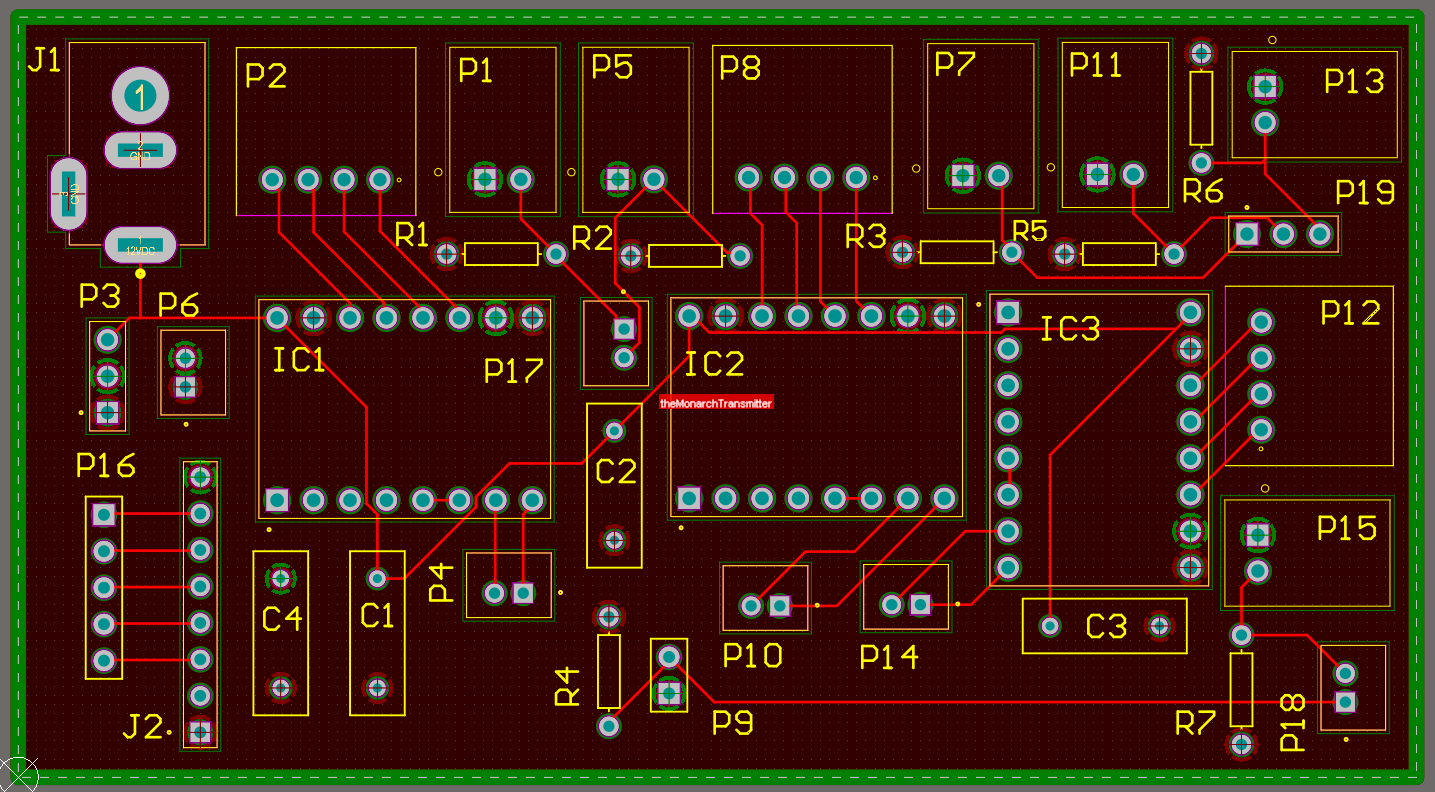 J1
P2
P1
P5
P8
P7
P11
P13
1
2
GND
GND
12VDC
R6
P19
R1
R2
R3
R5
P3
P6
IC1
P17
IC2
IC3
P12
theMonarchTransmitter
P16
C2
P15
P4
C4
C1
C3
P10
P14
R4
J2
P9
R7
P18